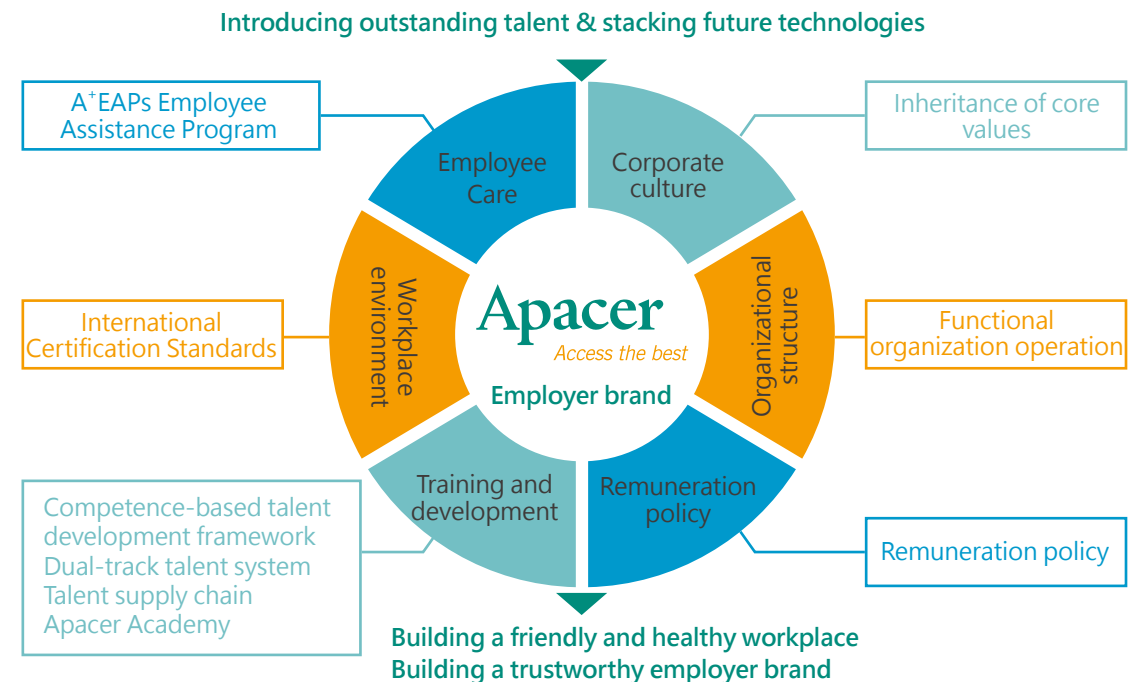 Introducing outstanding talent & stacking future technologies
A⁺EAPs Employee
Assistance Program
Inheritance of core
values
Employee
Care
Corporate
culture
Workplace
environment
Organizational
structure
International
Certification Standards
Functional
organization operation
Apacer
Access the best
Employer brand
Training and
development
Remuneration
policy
Competence-based talent
development framework
Dual-track talent system
Talent supply chain
Apacer Academy
Remuneration policy
Building a friendly and healthy workplace
Building a trustworthy employer brand